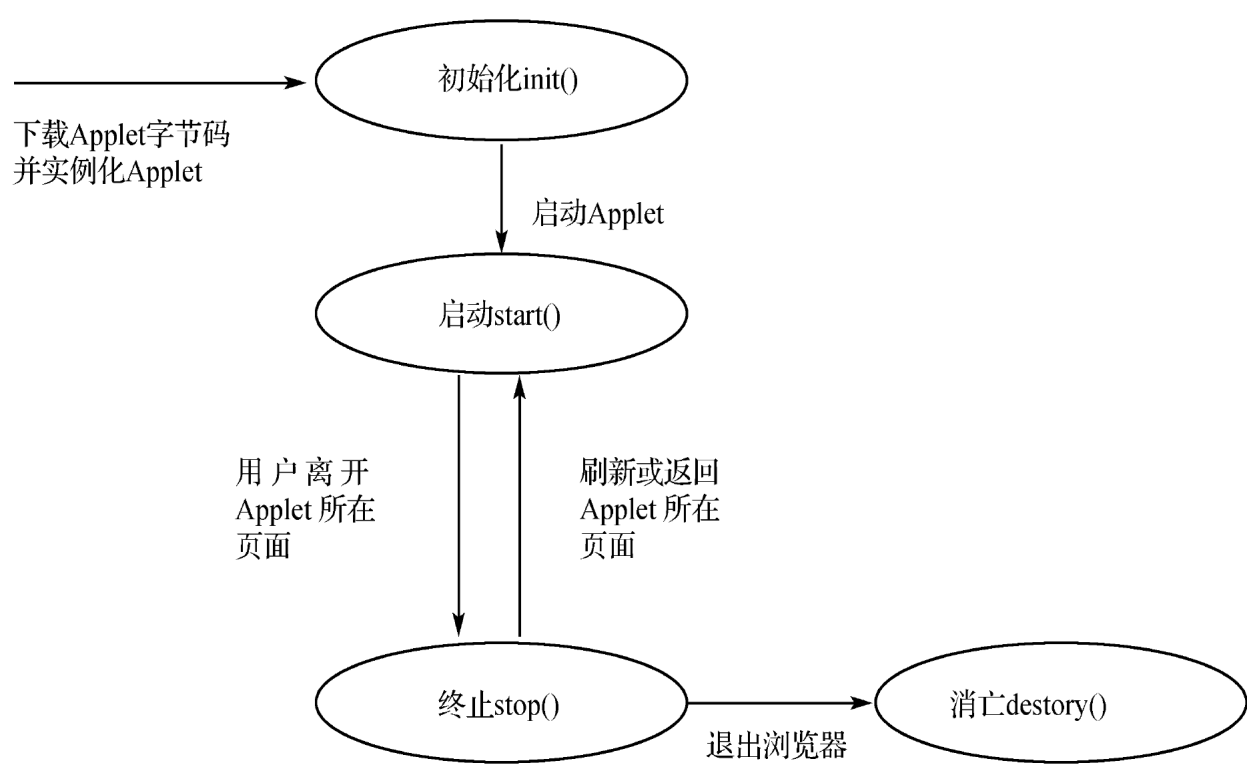 初始化init()
下载Applet字节码
并实例化Applet
启动Applet
启动start()
用户离开
Applet 所在
页面
刷新或返回
Applet 所在
页面
终止stop()
消亡destory()
退出浏览器